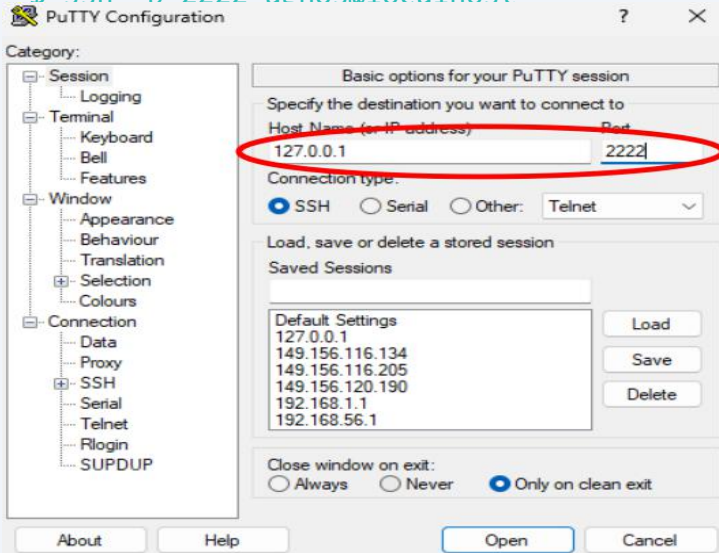 PuTTY Configuration ? ×
Category:
Session
Logging
Terminal
Keyboard
Bell
Features
Window
Appearance
Behaviour
Translation
Selection
Colours
Connection
Data
Proxy
SSH
Serial
Telnet
Rlogin
SUPDUP
Basic options for your PuTTY session
Specify the destination you want to connect to
Host Name (or IP address) Port
127.0.0.1 2222
Connection type:
SSH Serial Other: Telnet
Load, save or delete a stored session
Saved Sessions
Default Settings
127.0.0.1
149.156.116.134
149.156.116.205
149.156.120.190
192.168.1.1
192.168.56.1
Load
Save
Delete
Close window on exit:
Always Never Only on clean exit
About Help Open Cancel